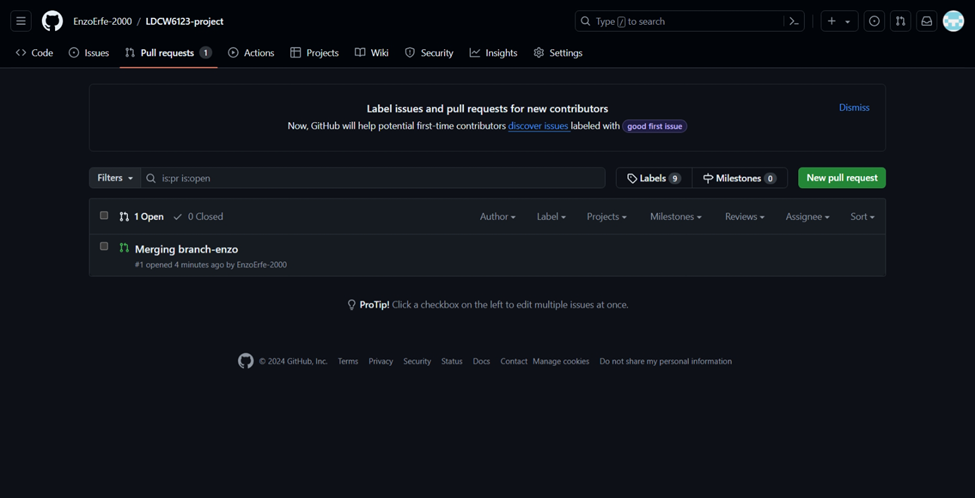 EnzoErfe-2000 / LDCW6123-project
Type / to search
Code Issues Pull requests 1 Actions Projects Wiki Security Insights Settings
Label issues and pull requests for new contributors
Dismiss
Now, GitHub will help potential first-time contributors discover issues labeled with good first issue
Filters is:pr is:open Labels 9 Milestones 0 New pull request
1 Open 0 Closed Author Label Projects Milestones Reviews Assignee Sort
Merging branch-enzo
#1 opened 4 minutes ago by EnzoErfe-2000
ProTip! Click a checkbox on the left to edit multiple issues at once.
© 2024 GitHub, Inc. Terms Privacy Security Status Docs Contact Manage cookies Do not share my personal information